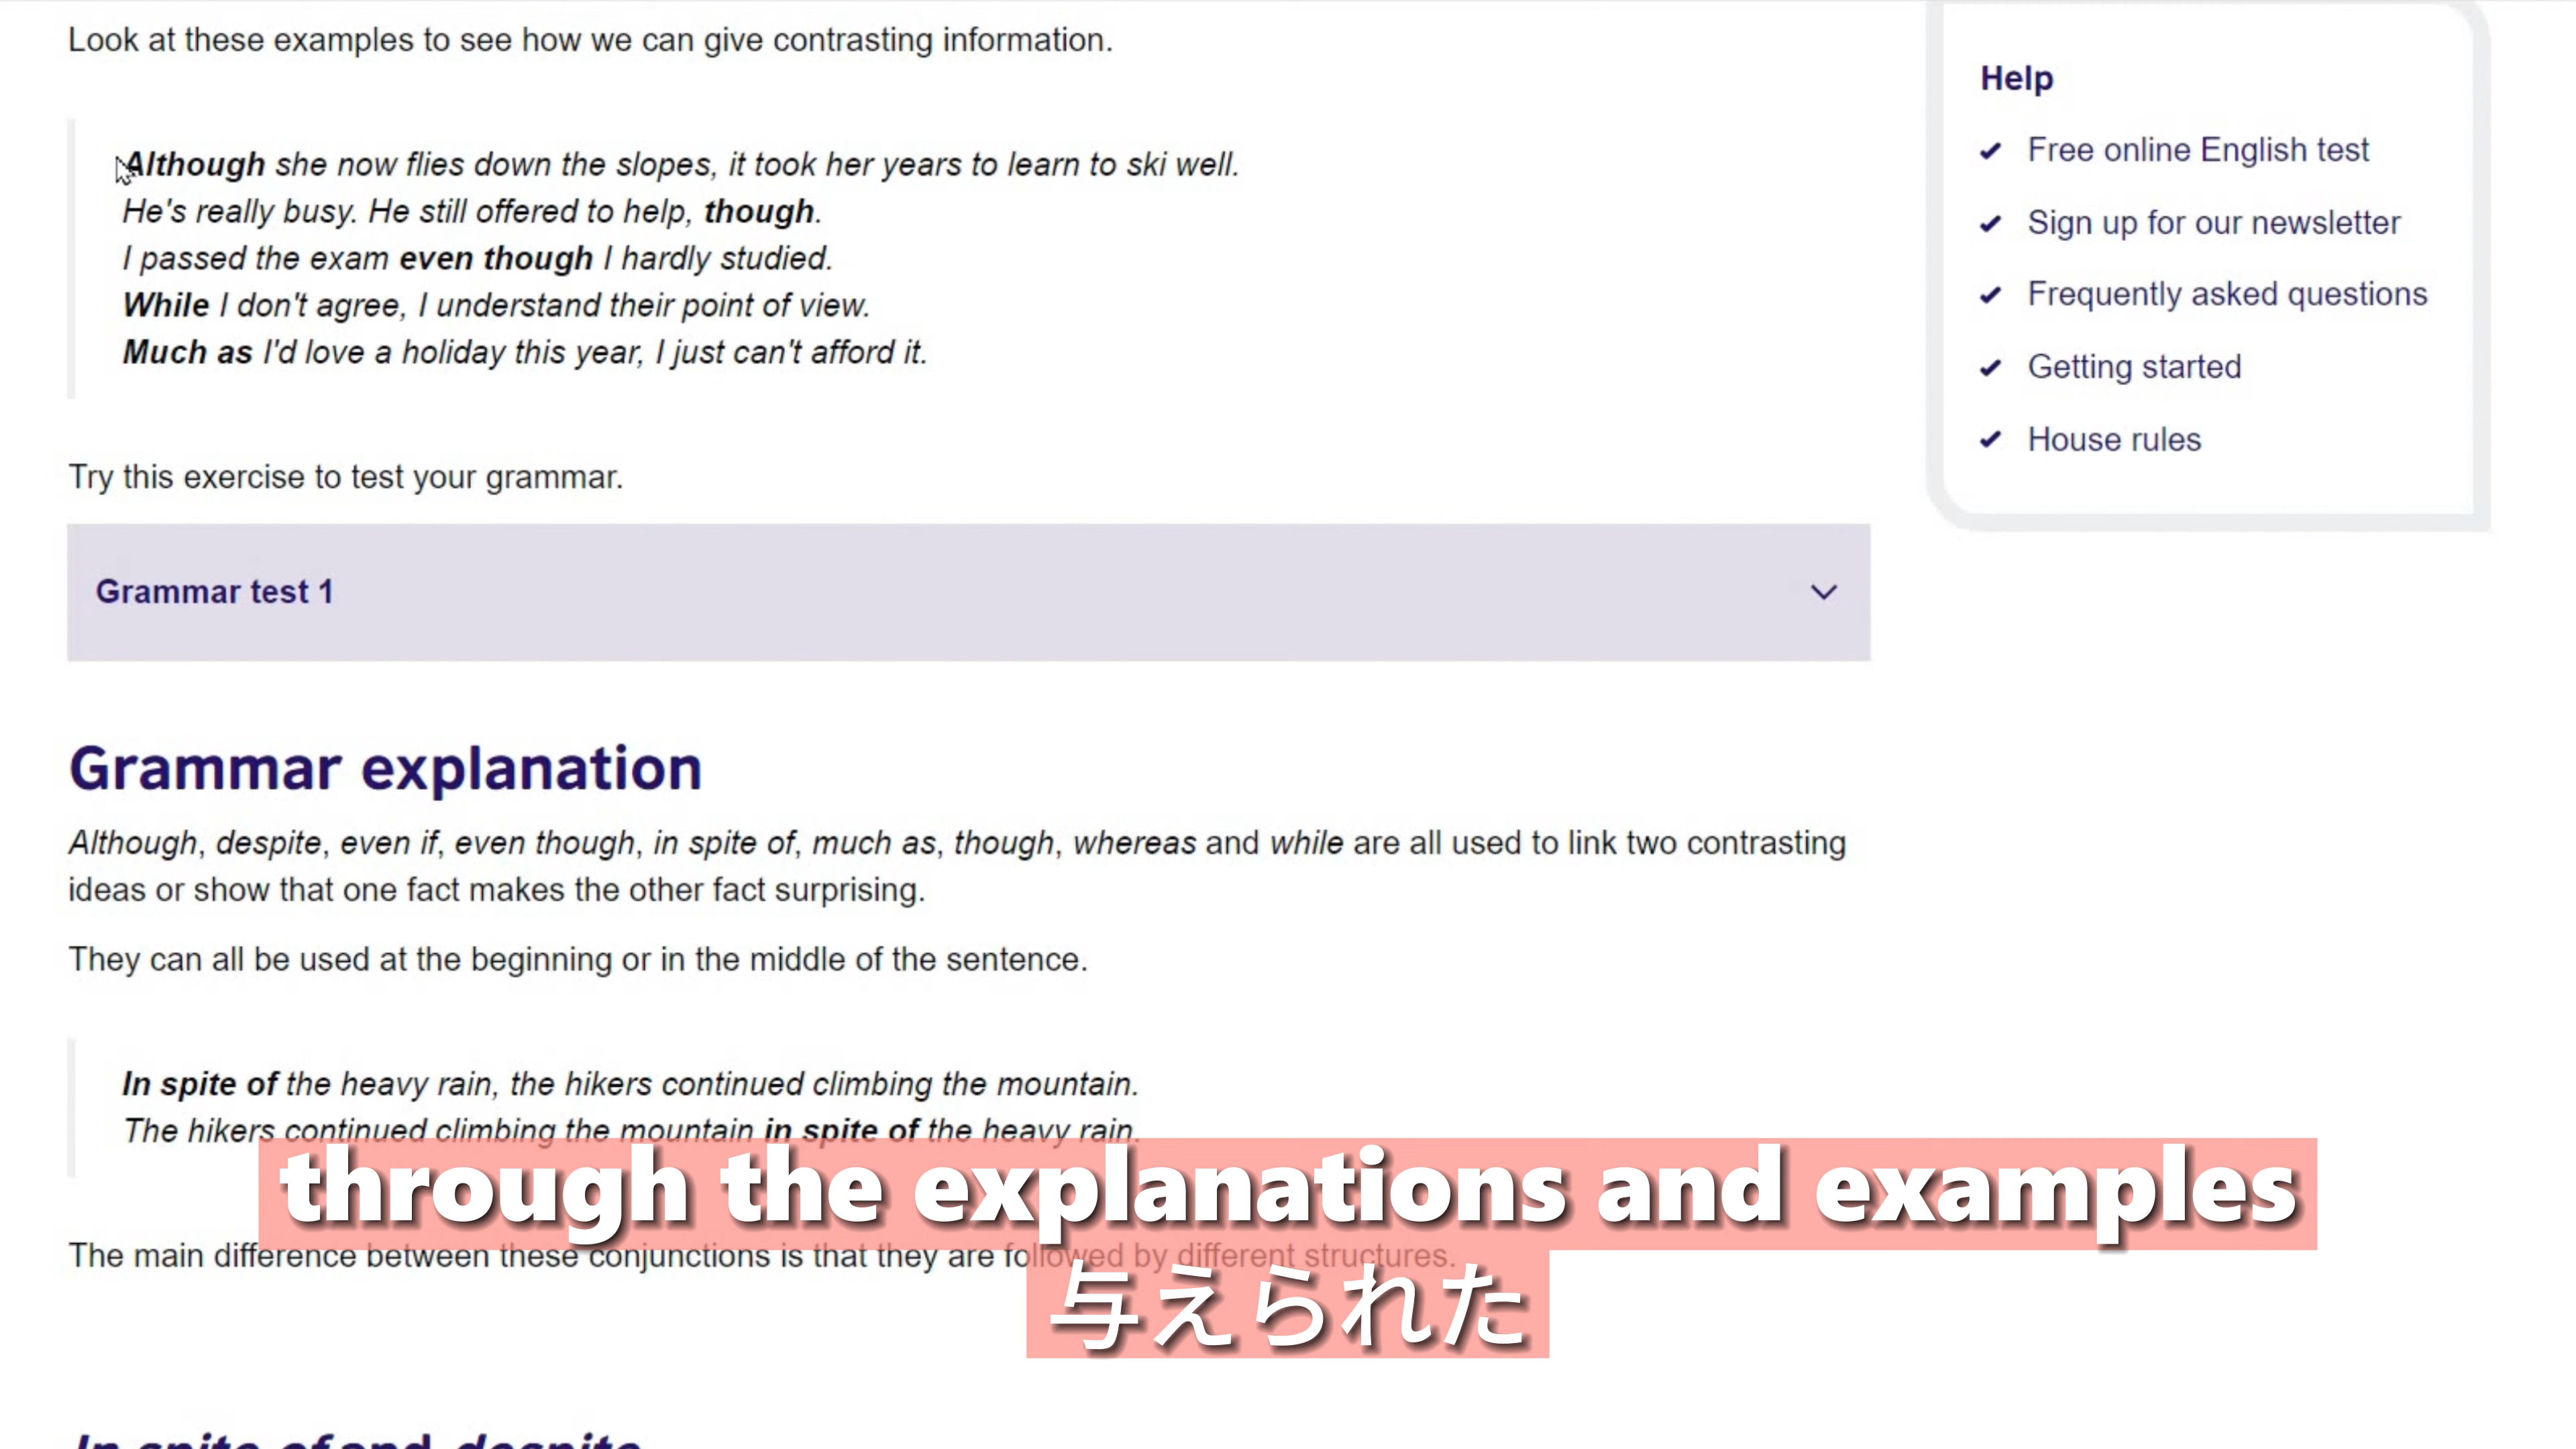 Look at these examples to see how we can give contrasting information.
Although she now flies down the slopes, it took her years to learn to ski well.
He's really busy. He still offered to help, though.
I passed the exam even though I hardly studied.
While I don't agree, I understand their point of view.
Much as I'd love a holiday this year, I just can't afford it.
Try this exercise to test your grammar.
Grammar test 1
Grammar explanation
Although, despite, even if, even though, in spite of, much as, though, whereas and while are all used to link two contrasting
ideas or show that one fact makes the other fact surprising.
They can all be used at the beginning or in the middle of the sentence.
In spite of the heavy rain, the hikers continued climbing the mountain.
The hikers continued climbing the mountain in spite of the heavy rain.
The main difference between these conjunctions is that they are followed by different structures.
In spite of and despite
Help
Free online English test
Sign up for our newsletter
Frequently asked questions
Getting started
House rules
through the explanations and examples
与えられた